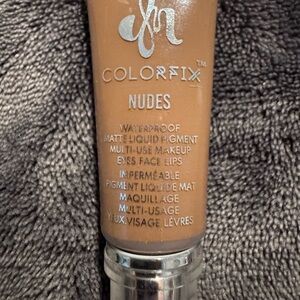 COLORFIX™
NUDES
WATERPROOF
MATTE LIQUID PIGMENT
MULTI-USE MAKEUP
EYES FACE LIPS
IMPERMÉABLE
PIGMENT LIQUIDE MAT
MAQUILLAGE
MULTI-USAGE
YEUX VISAGE LÈVRES